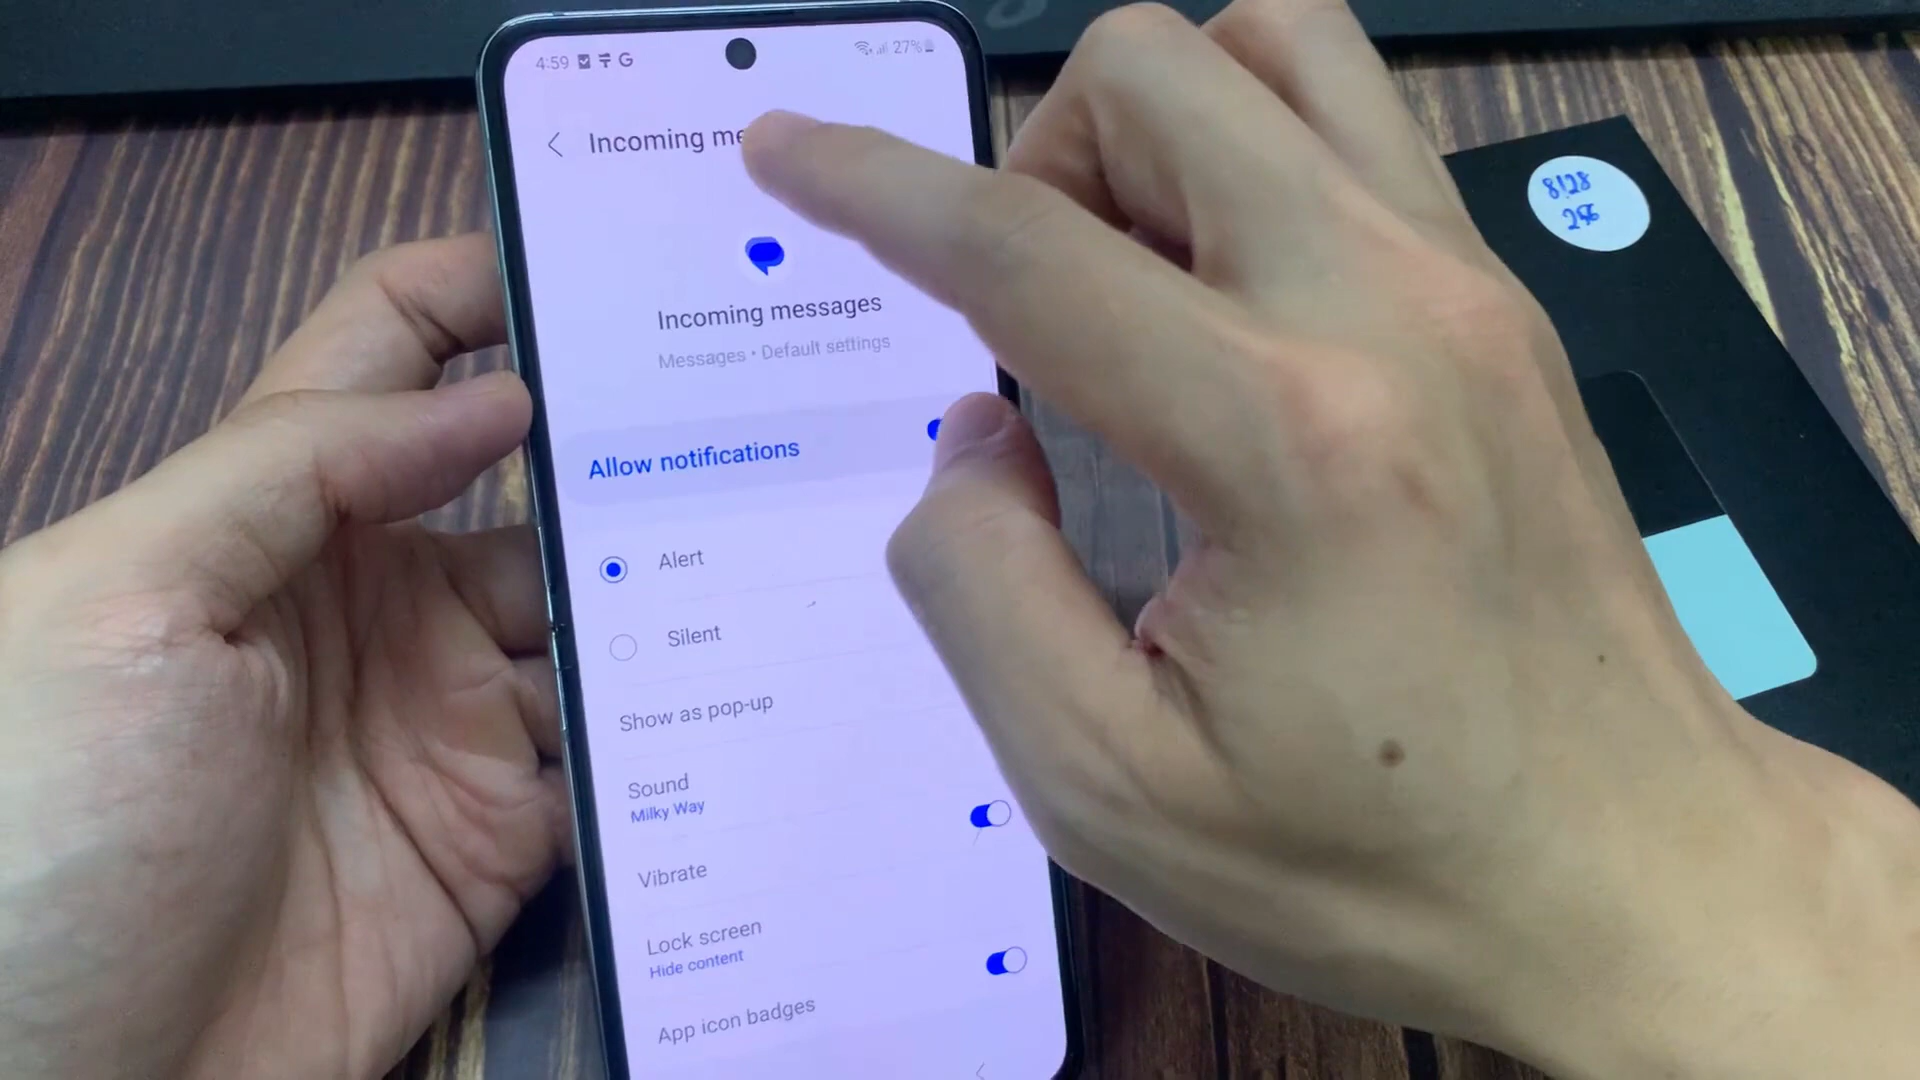 4:59 G 27%
Incoming me
Incoming messages
Messages • Default settings
Allow notifications
Alert
Silent
Show as pop-up
Sound
Milky Way
Vibrate
Lock screen
Hide content
App icon badges
8128
256